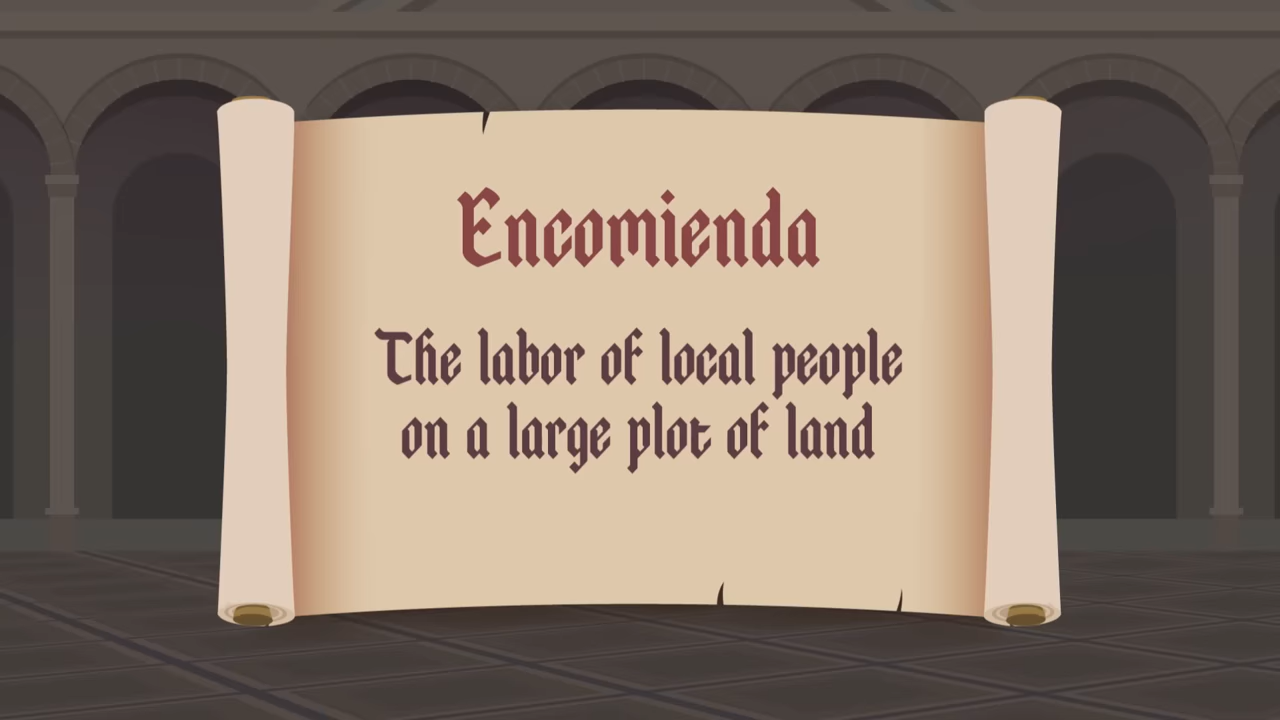 Encomienda
The labor of local people
on a large plot of land